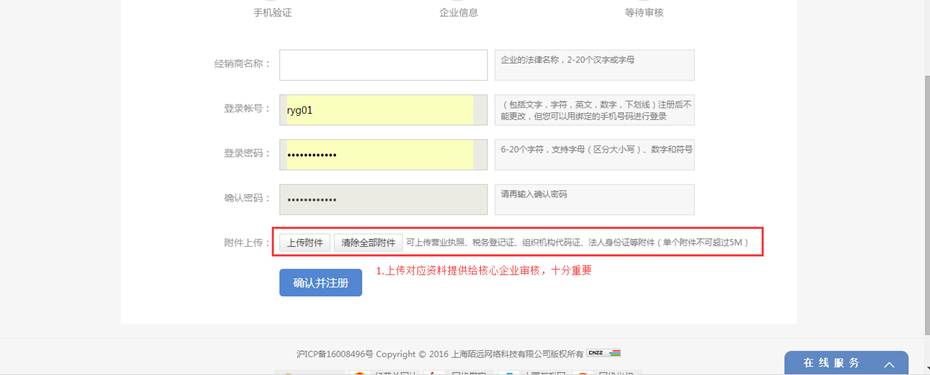 手机验证 企业信息 等待审核
经销商名称： 企业的法律名称，2-20个汉字或字母
登录帐号： ryg01 （包括文字，字符，英文，数字，下划线）注册后不
能更改，但您可以用绑定的手机号码进行登录
登录密码： •••••••••••• 6-20个字符，支持字母（区分大小写）、数字和符号
确认密码： •••••••••••• 请再输入确认密码
附件上传： 上传附件 清除全部附件 可上传营业执照、税务登记证、组织机构代码证、法人身份证等附件（单个附件不可超过5M）
1.上传对应资料提供给核心企业审核，十分重要
确认并注册
沪ICP备16008496号 Copyright © 2016 上海陌远网络科技有限公司版权所有 CNZZ
在线服务